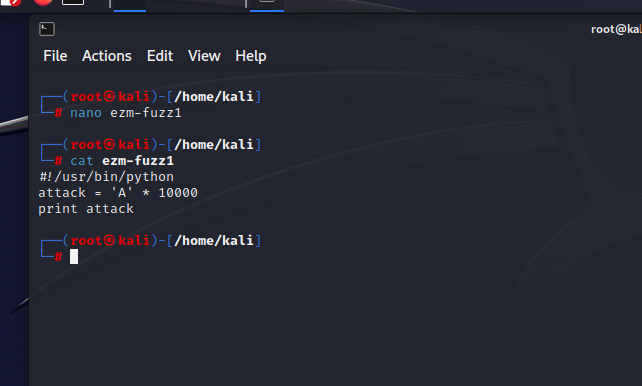 root@kal
File Actions Edit View Help
┌──(root㉿kali)-[/home/kali]
└─# nano ezm-fuzz1
┌──(root㉿kali)-[/home/kali]
└─# cat ezm-fuzz1
#!/usr/bin/python
attack = 'A' * 10000
print attack
┌──(root㉿kali)-[/home/kali]
└─#